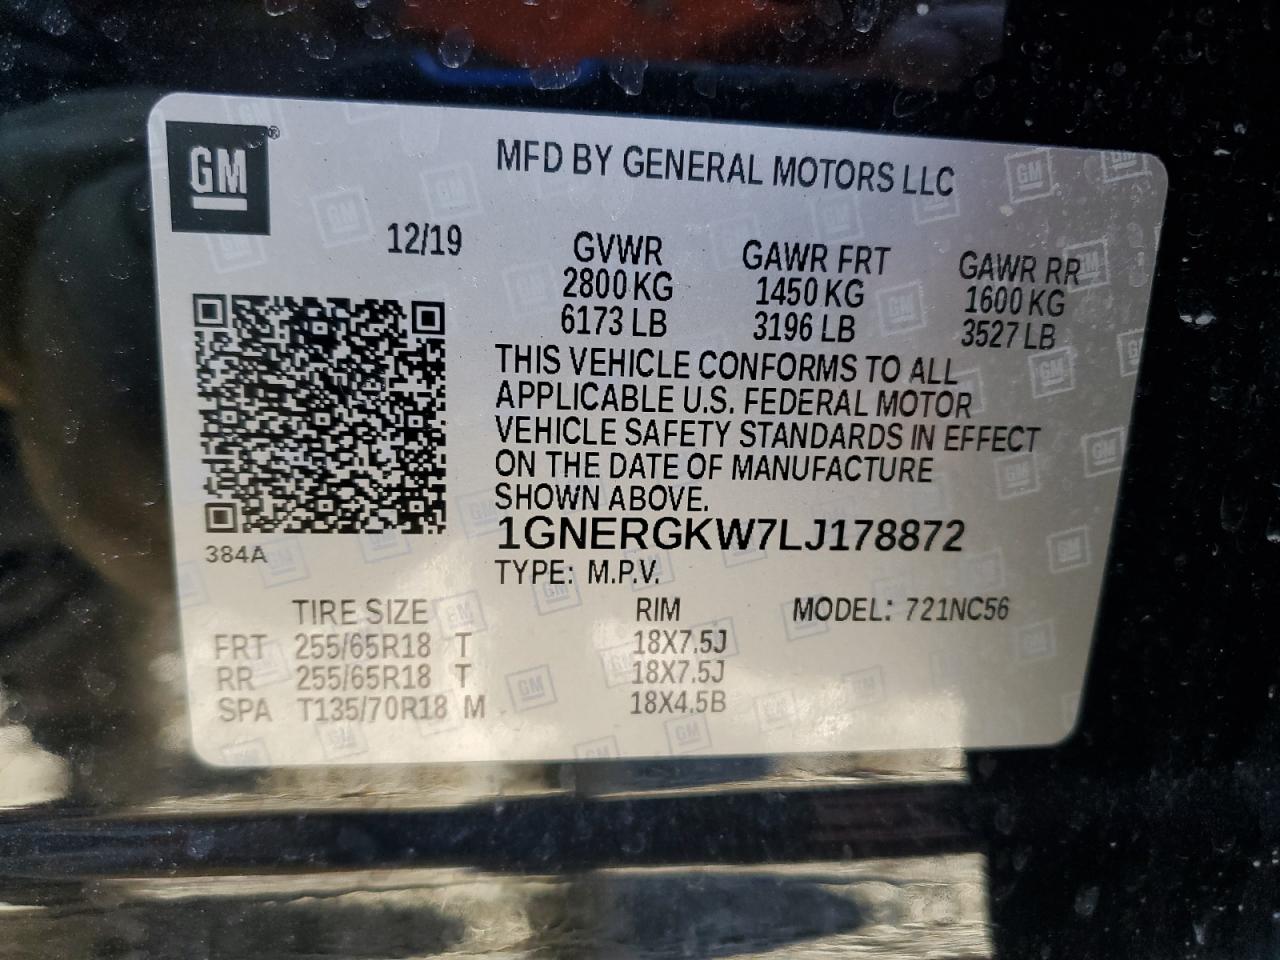 GM®
MFD BY GENERAL MOTORS LLC
12/19
GVWR GAWR FRT GAWR RR
2800 KG 1450 KG 1600 KG
6173 LB 3196 LB 3527 LB
THIS VEHICLE CONFORMS TO ALL
APPLICABLE U.S. FEDERAL MOTOR
VEHICLE SAFETY STANDARDS IN EFFECT
ON THE DATE OF MANUFACTURE
SHOWN ABOVE.
1GNERGKW7LJ178872
384A
TYPE: M.P.V.
TIRE SIZE RIM MODEL: 721NC56
FRT 255/65R18 T 18X7.5J
RR 255/65R18 T 18X7.5J
SPA T135/70R18 M 18X4.5B